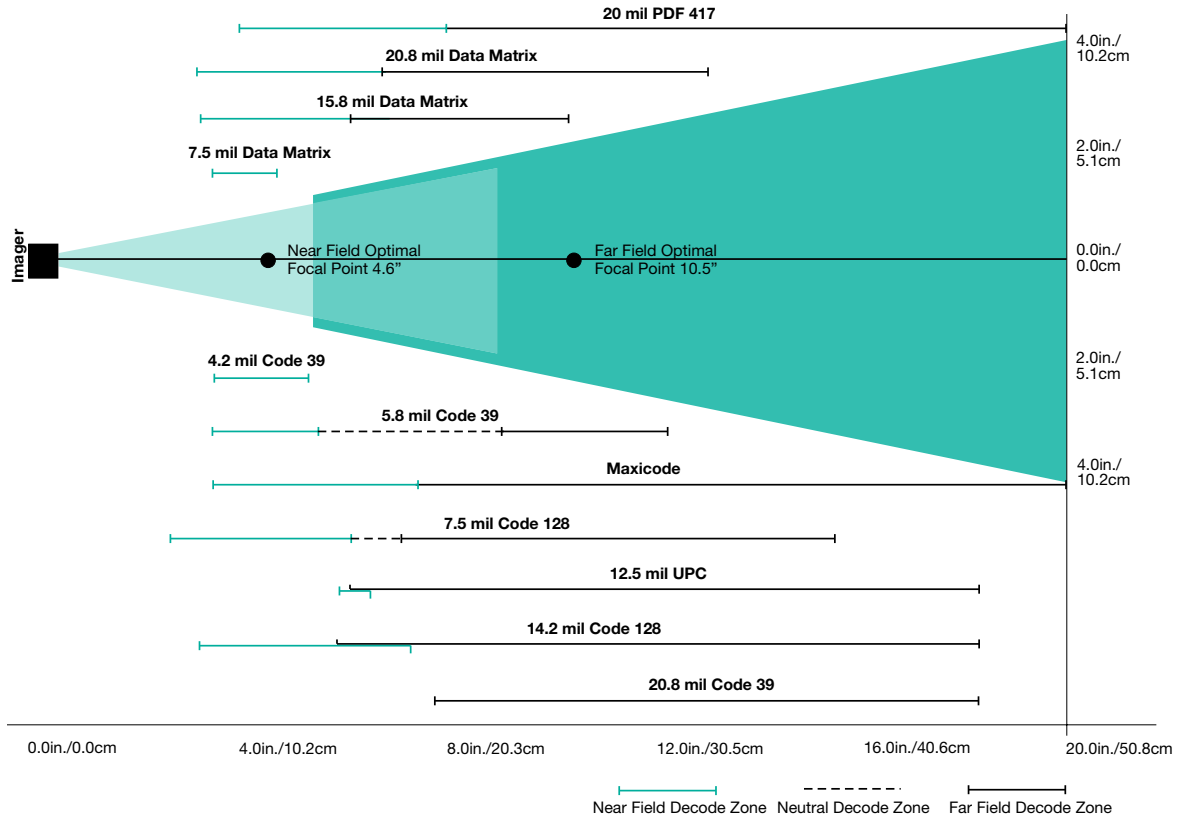 20 mil PDF 417
4.0in./
10.2cm
20.8 mil Data Matrix
15.8 mil Data Matrix
7.5 mil Data Matrix
2.0in./
5.1cm
Imager
Near Field Optimal
Focal Point 4.6”
Far Field Optimal
Focal Point 10.5”
0.0in./
0.0cm
4.2 mil Code 39
2.0in./
5.1cm
5.8 mil Code 39
Maxicode
4.0in./
10.2cm
7.5 mil Code 128
12.5 mil UPC
14.2 mil Code 128
20.8 mil Code 39
0.0in./0.0cm
4.0in./10.2cm
8.0in./20.3cm
12.0in./30.5cm
16.0in./40.6cm
20.0in./50.8cm
Near Field Decode Zone
Neutral Decode Zone
Far Field Decode Zone